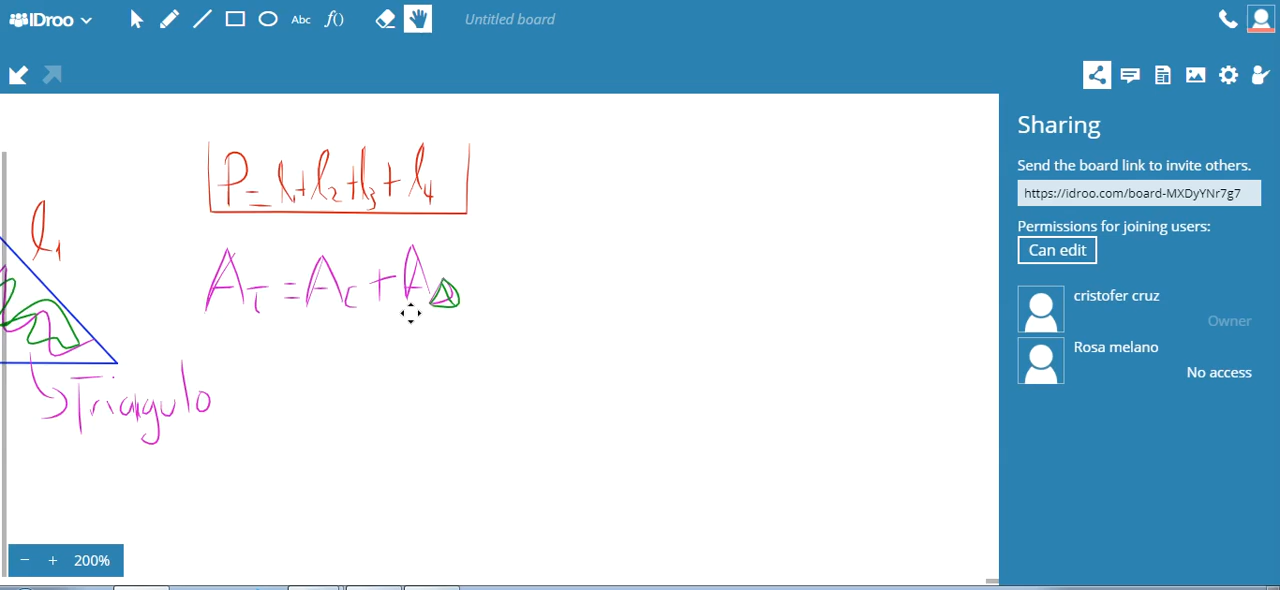 IDroo
Abc
f()
Untitled board
Sharing
Send the board link to invite others.
https://idroo.com/board-MXDyYNr7g7
Permissions for joining users:
Can edit
cristofer cruz
Owner
Rosa melano
No access
P=l1+l2+l3+l4
l1
AT=AC+A△
Triagulo
− + 200%